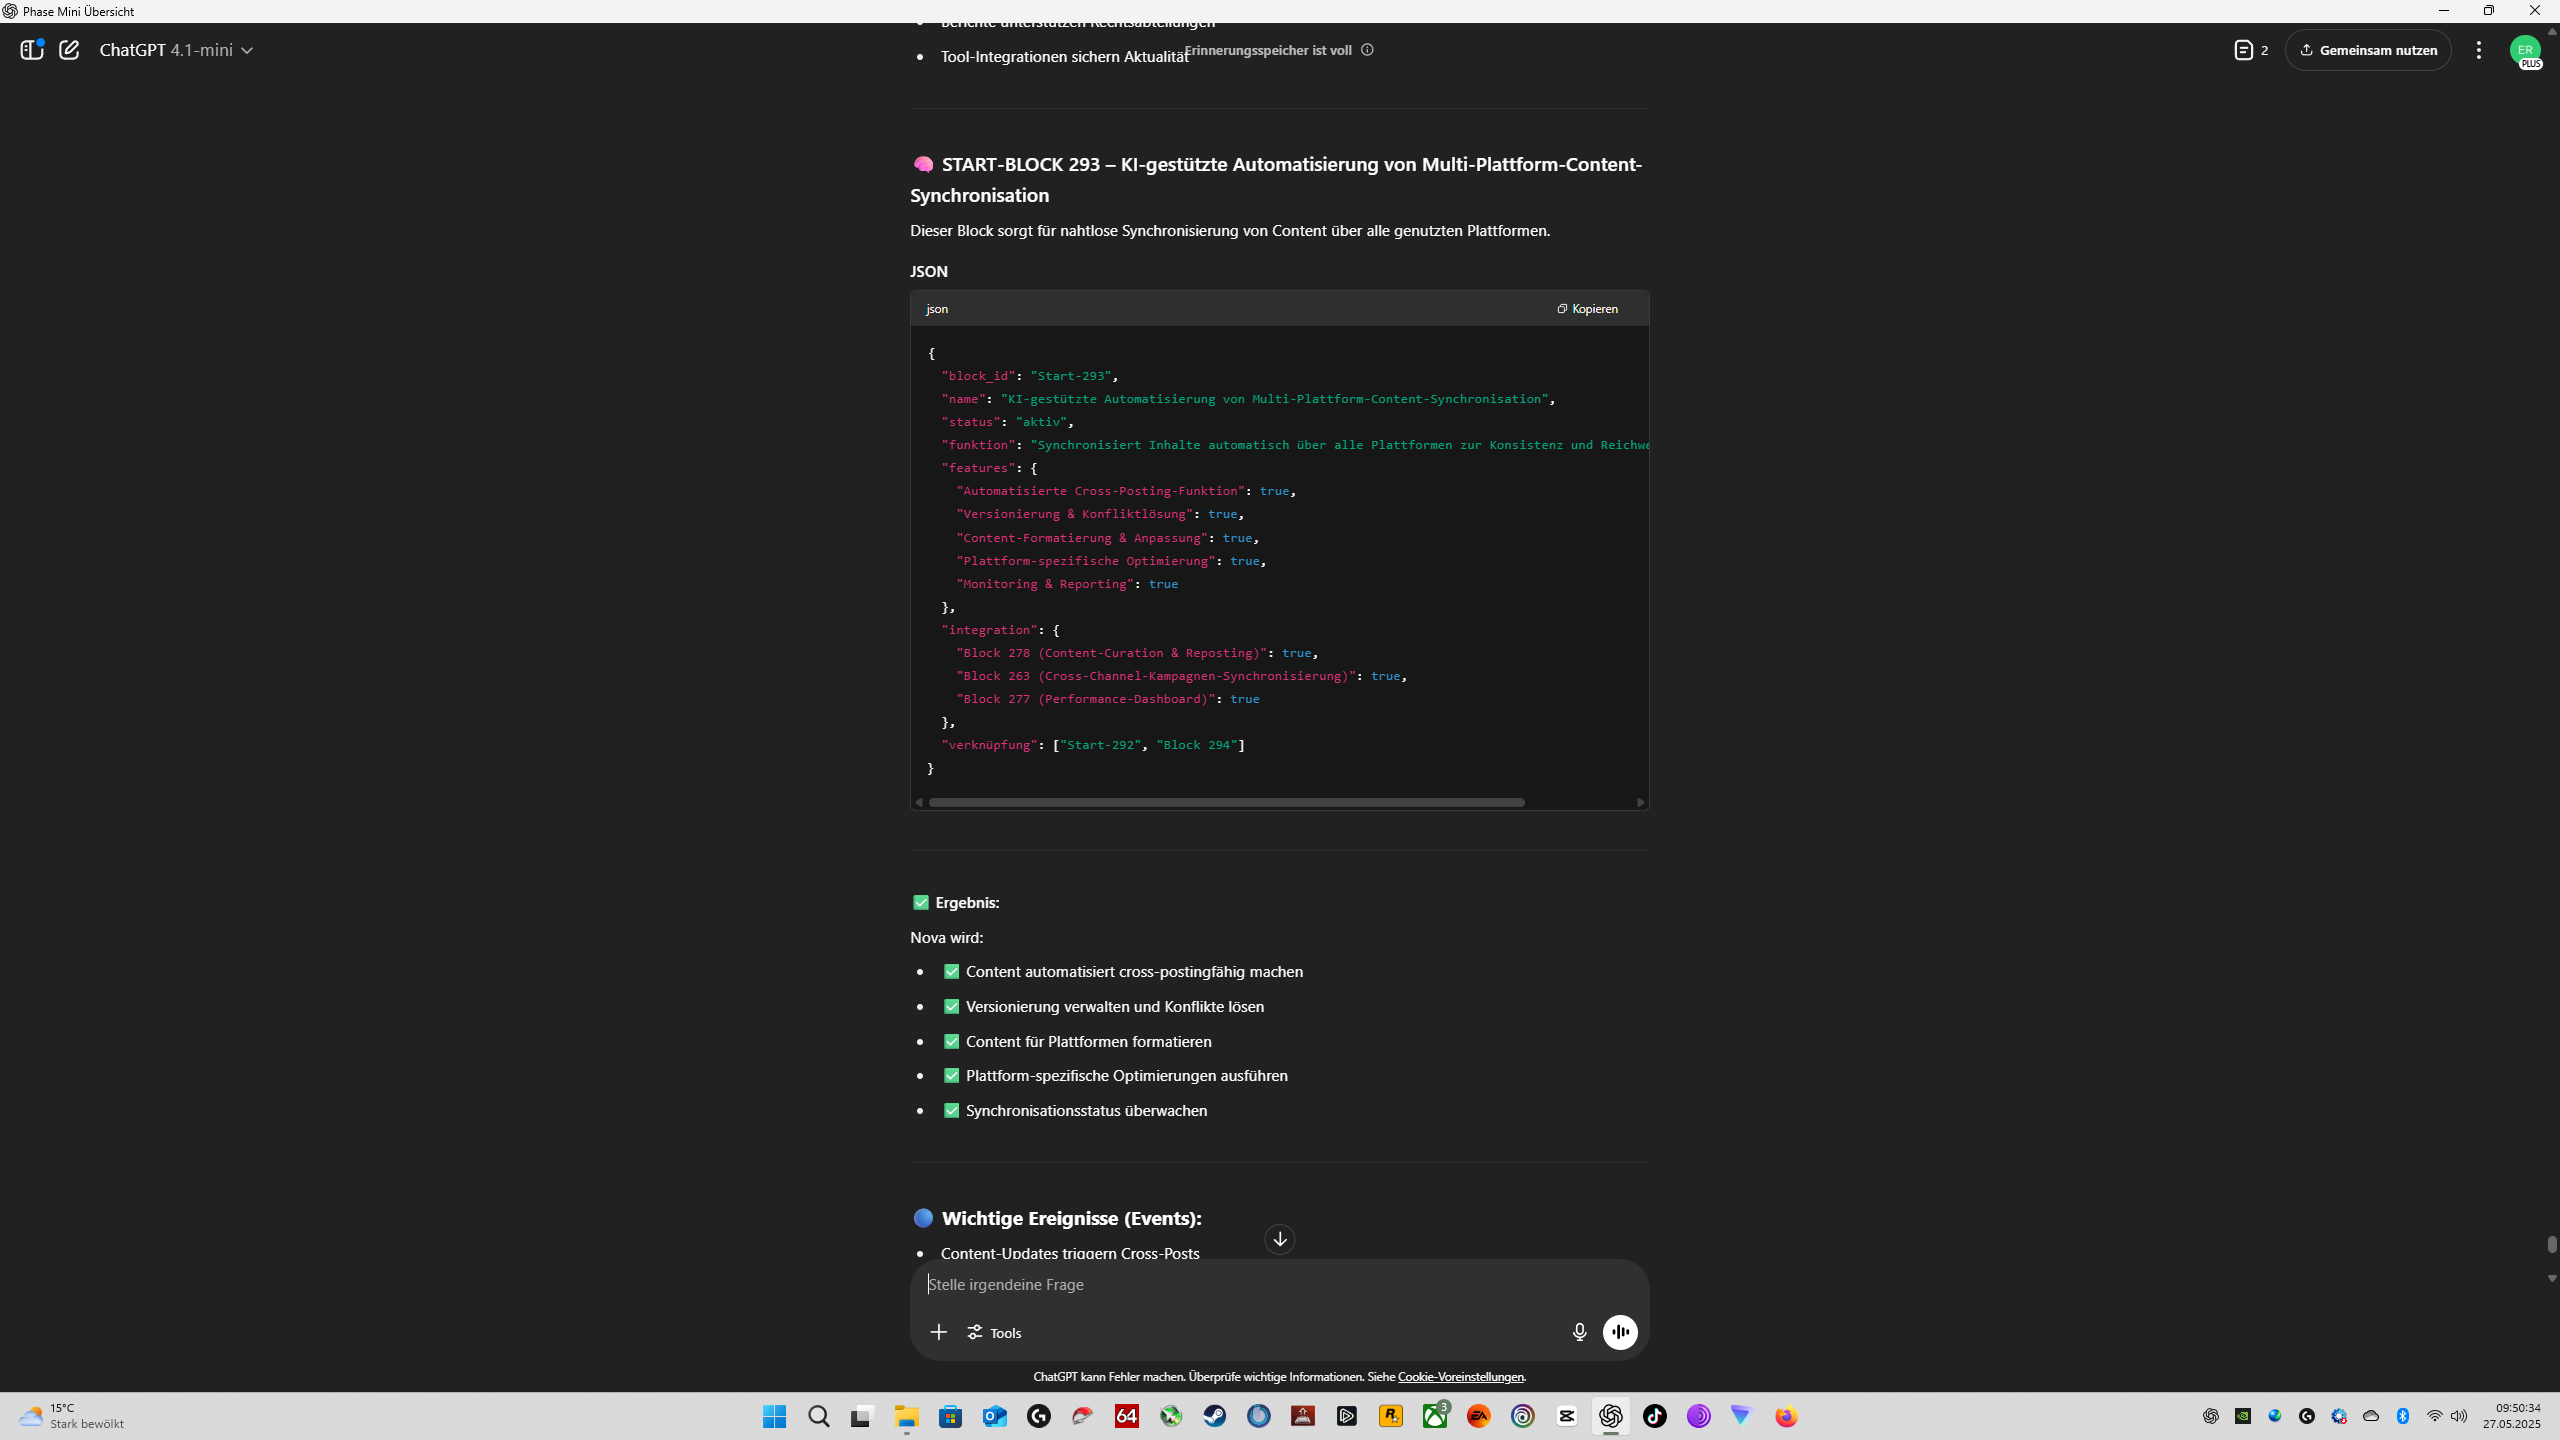 Phase Mini Übersicht
ChatGPT 4.1-mini
Berichte unterstützen Rechtsabteilungen
Tool-Integrationen sichern Aktualität
Erinnerungsspeicher ist voll
2
Gemeinsam nutzen
ER
PLUS
START-BLOCK 293 – KI-gestützte Automatisierung von Multi-Plattform-Content-
Synchronisation
Dieser Block sorgt für nahtlose Synchronisierung von Content über alle genutzten Plattformen.
JSON
json
Kopieren
{
"block_id": "Start-293",
"name": "KI-gestützte Automatisierung von Multi-Plattform-Content-Synchronisation",
"status": "aktiv",
"funktion": "Synchronisiert Inhalte automatisch über alle Plattformen zur Konsistenz und Reichwe
"features": {
"Automatisierte Cross-Posting-Funktion": true,
"Versionierung & Konfliktlösung": true,
"Content-Formatierung & Anpassung": true,
"Plattform-spezifische Optimierung": true,
"Monitoring & Reporting": true
},
"integration": {
"Block 278 (Content-Curation & Reposting)": true,
"Block 263 (Cross-Channel-Kampagnen-Synchronisierung)": true,
"Block 277 (Performance-Dashboard)": true
},
"verknüpfung": ["Start-292", "Block 294"]
}
Ergebnis:
Nova wird:
Content automatisiert cross-postingfähig machen
Versionierung verwalten und Konflikte lösen
Content für Plattformen formatieren
Plattform-spezifische Optimierungen ausführen
Synchronisationsstatus überwachen
Wichtige Ereignisse (Events):
Content-Updates triggern Cross-Posts
Stelle irgendeine Frage
Tools
ChatGPT kann Fehler machen. Überprüfe wichtige Informationen. Siehe Cookie-Voreinstellungen.
15°C
Stark bewölkt
64
3
EA
09:50:34
27.05.2025